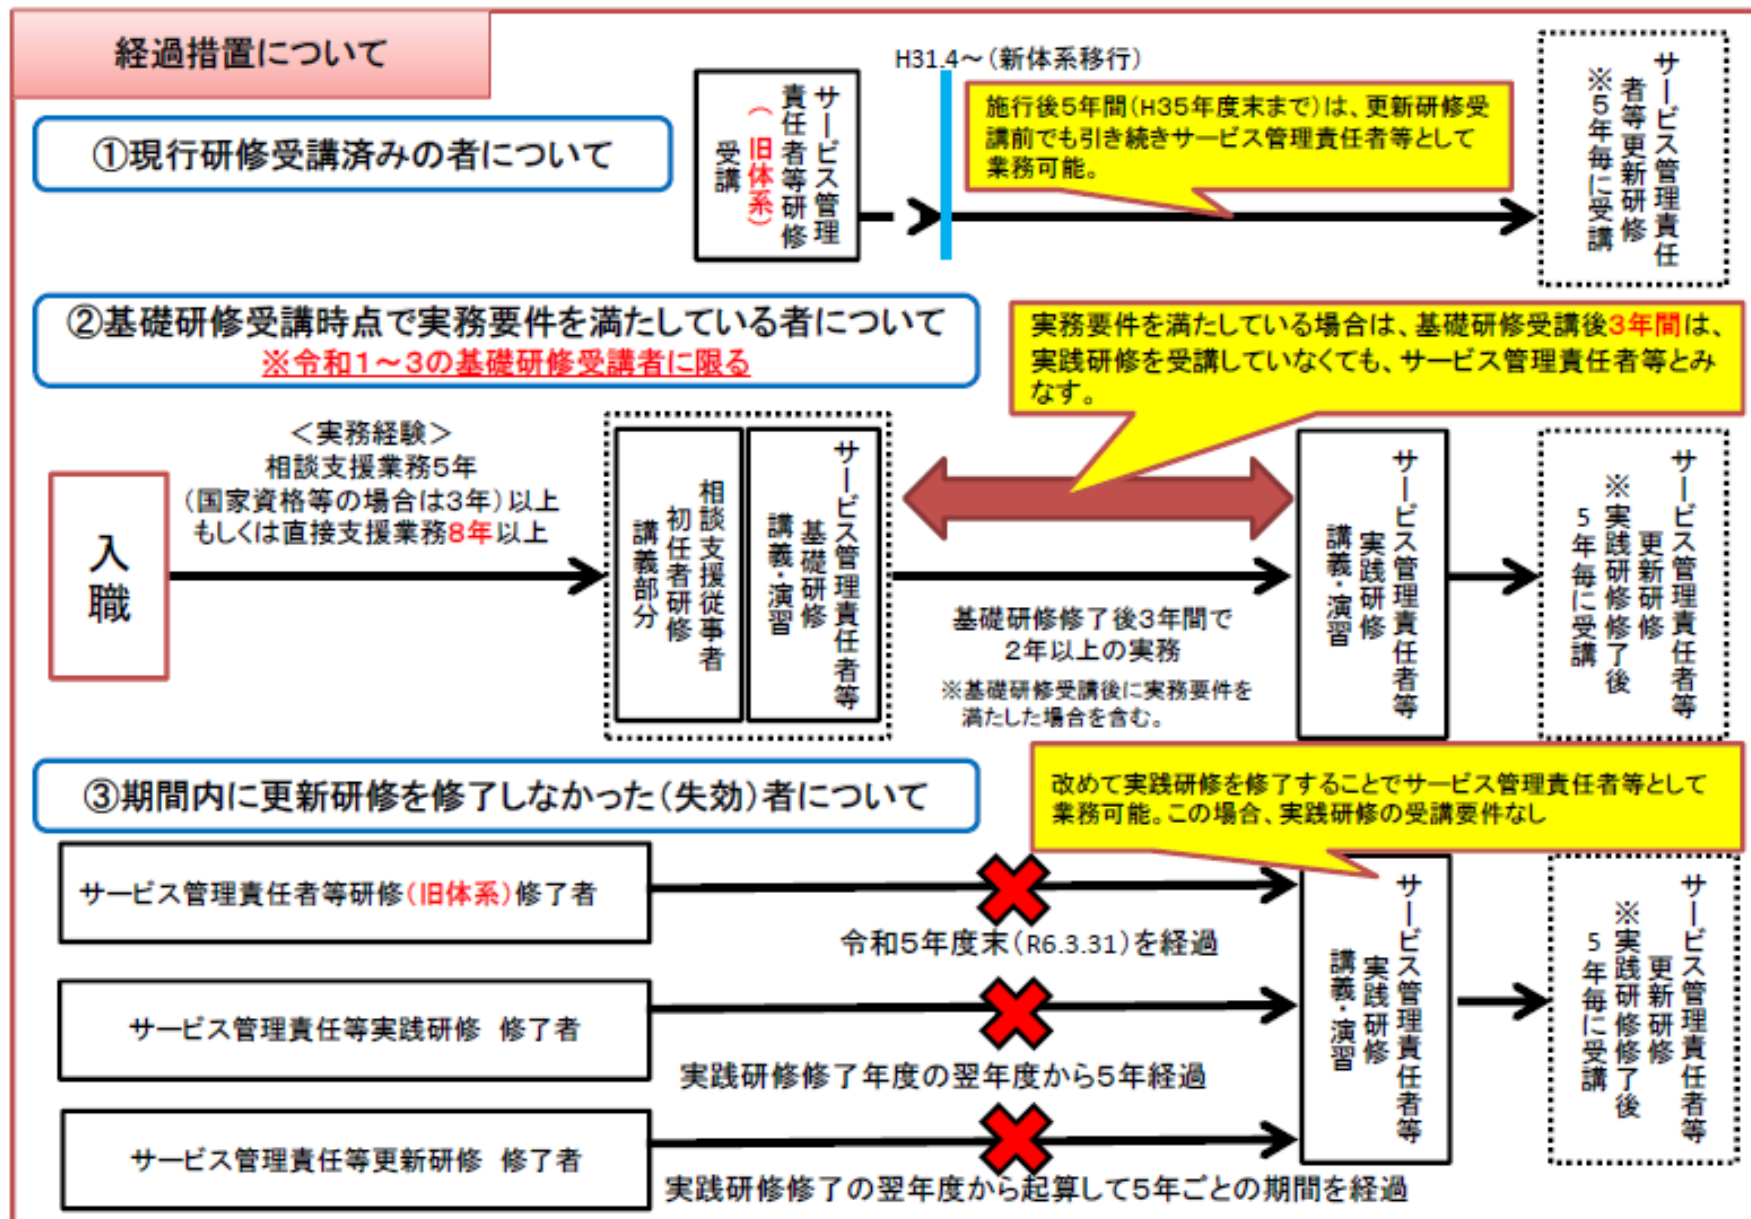 経過措置について
H31.4～(新体系移行)
①現行研修受講済みの者について
サービス管理
責任者等研修
(旧体系)
受講
施行後5年間(H35年度末まで)は、更新研修受
講前でも引き続きサービス管理責任者等として
業務可能。
サービス管理責任
者等更新研修
※5年毎に受講
②基礎研修受講時点で実務要件を満たしている者について
※令和1～3の基礎研修受講者に限る
実務要件を満たしている場合は、基礎研修受講後3年間は、
実践研修を受講していなくても、サービス管理責任者等とみ
なす。
入職
＜実務経験＞
相談支援業務5年
(国家資格等の場合は3年)以上
もしくは直接支援業務8年以上
相談支援従事者
初任者研修
講義部分
サービス管理責任者等
基礎研修
講義・演習
基礎研修修了後3年間で
2年以上の実務
※基礎研修受講後に実務要件を
満たした場合を含む。
サービス管理責任者等
実践研修
講義・演習
サービス管理責任者等
更新研修
※実践研修修了後
5年毎に受講
③期間内に更新研修を修了しなかった(失効)者について
改めて実践研修を修了することでサービス管理責任者等として
業務可能。この場合、実践研修の受講要件なし
サービス管理責任者等研修(旧体系)修了者
令和5年度末(R6.3.31)を経過
サービス管理責任等実践研修 修了者
実践研修修了年度の翌年度から5年経過
サービス管理責任等更新研修 修了者
実践研修修了の翌年度から起算して5年ごとの期間を経過
サービス管理責任者等
実践研修
講義・演習
サービス管理責任者等
更新研修
※実践研修修了後
5年毎に受講